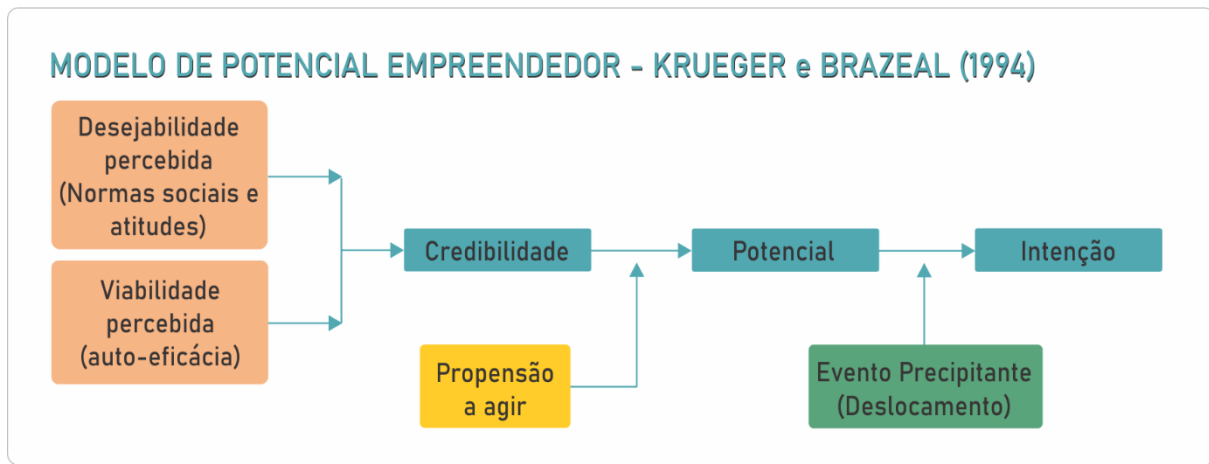 MODELO DE POTENCIAL EMPREENDEDOR - KRUEGER e BRAZEAL (1994)
Desejabilidade
percebida
(Normas sociais e
atitudes)
Viabilidade
percebida
(auto-eficácia)
Credibilidade
Potencial
Intenção
Propensão
a agir
Evento Precipitante
(Deslocamento)